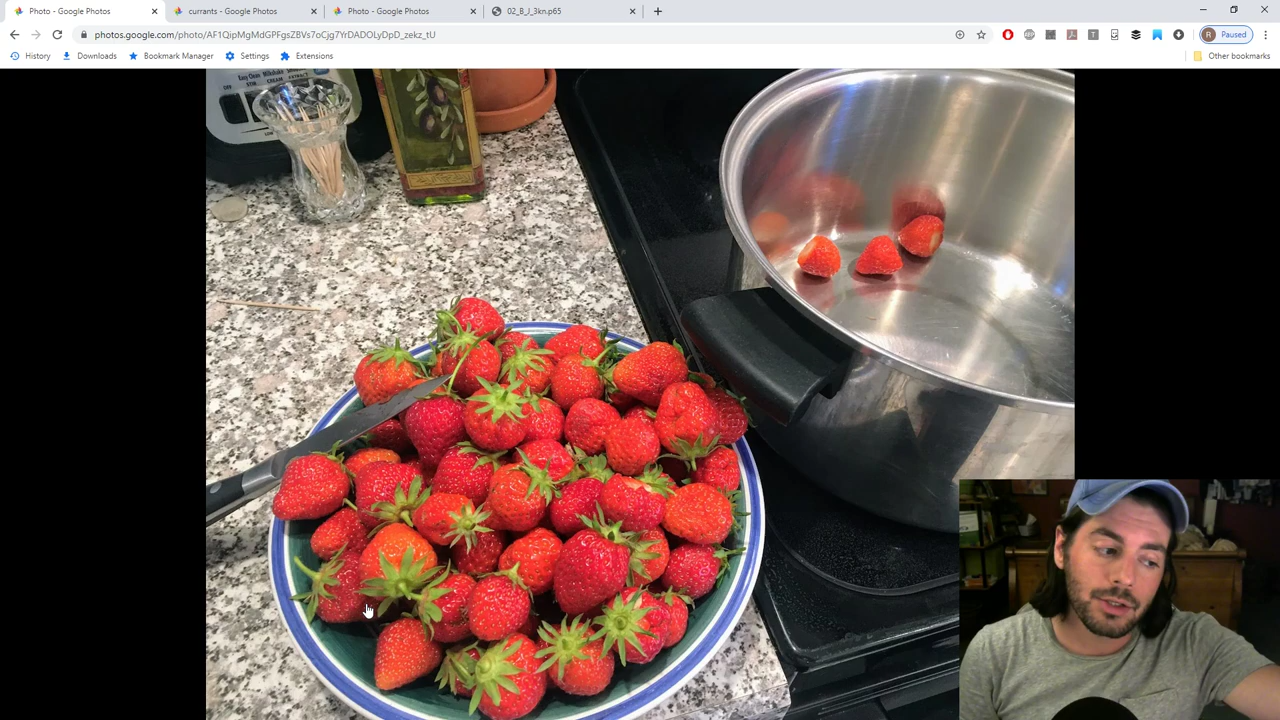 Photo - Google Photos
currants - Google Photos
Photo - Google Photos
02_B_J_3kn.p65
photos.google.com/photo/AF1QipMgMdGPFgsZBVs7oCjg7YrDADOLyDpD_zekz_tU
R Paused
History Downloads Bookmark Manager Settings Extensions Other bookmarks